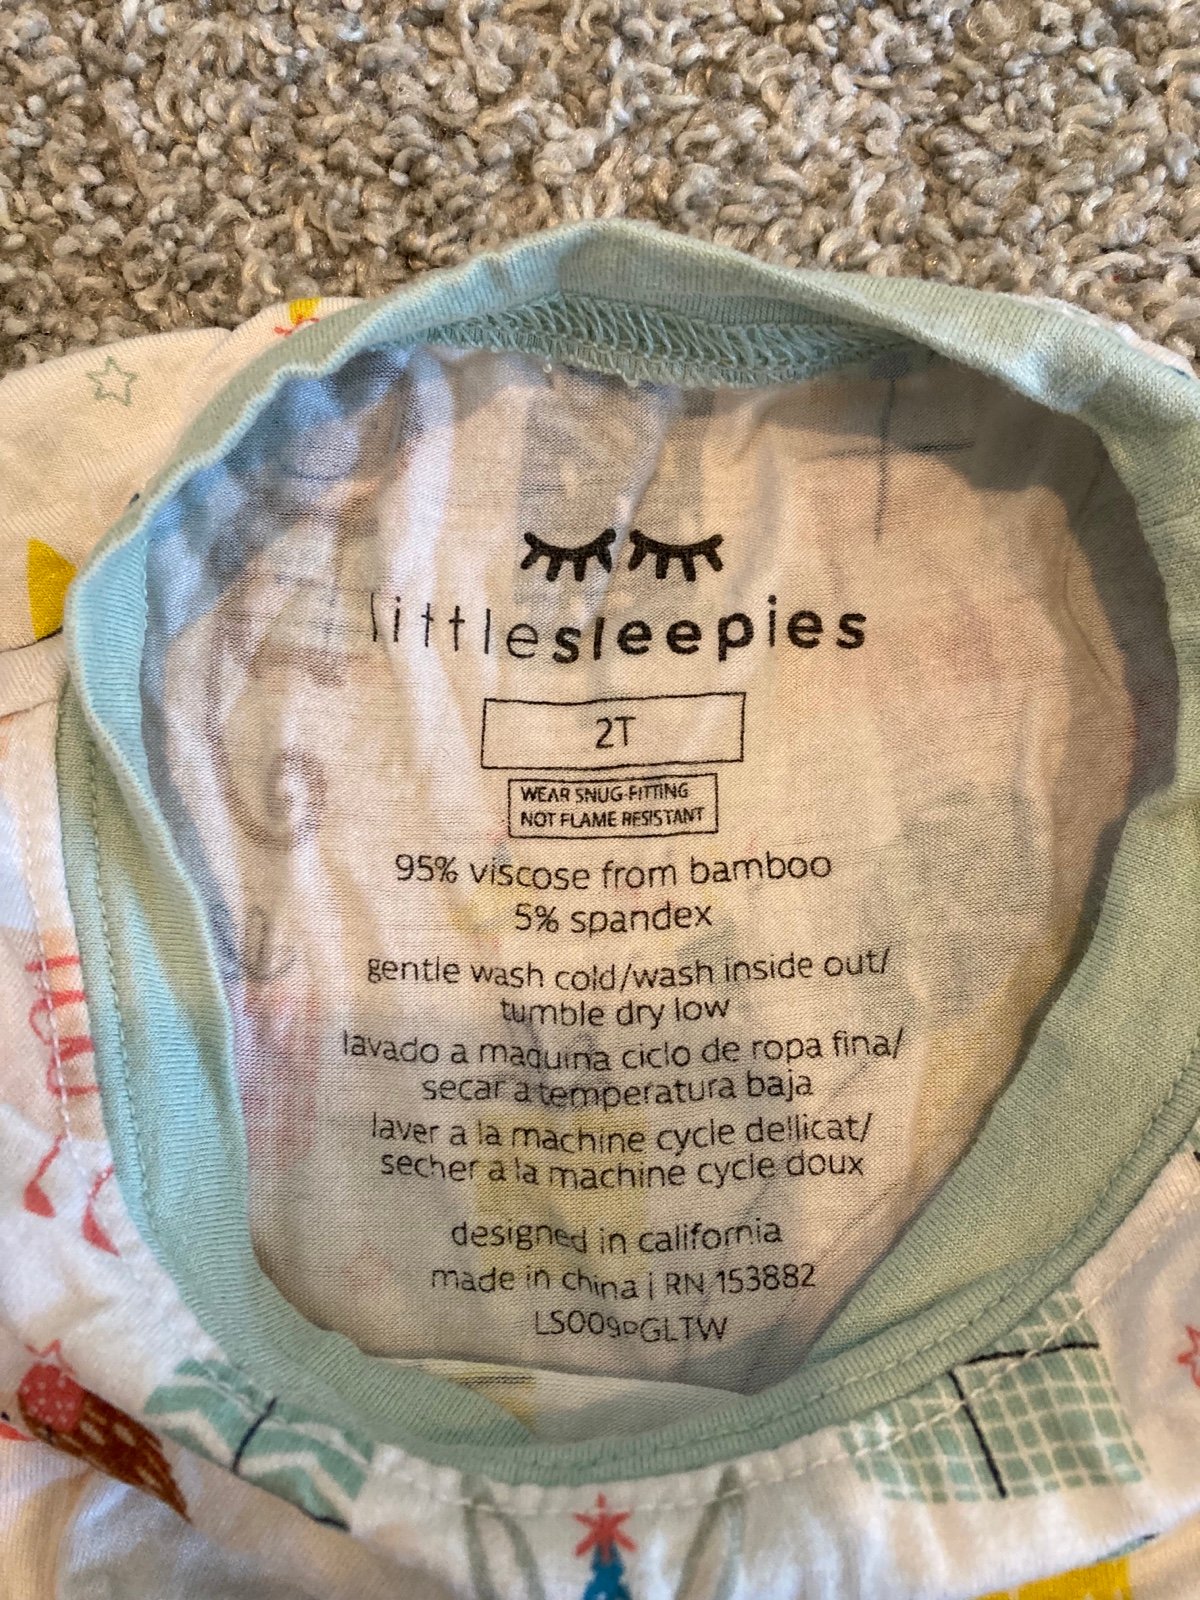 littlesleepies
2T
WEAR SNUG-FITTING
NOT FLAME RESISTANT
95% viscose from bamboo
5% spandex
gentle wash cold/wash inside out/
tumble dry low
lavado a maquina ciclo de ropa fina/
secar a temperatura baja
laver a la machine cycle dellicat/
secher a la machine cycle doux
designed in california
made in china | RN 153882